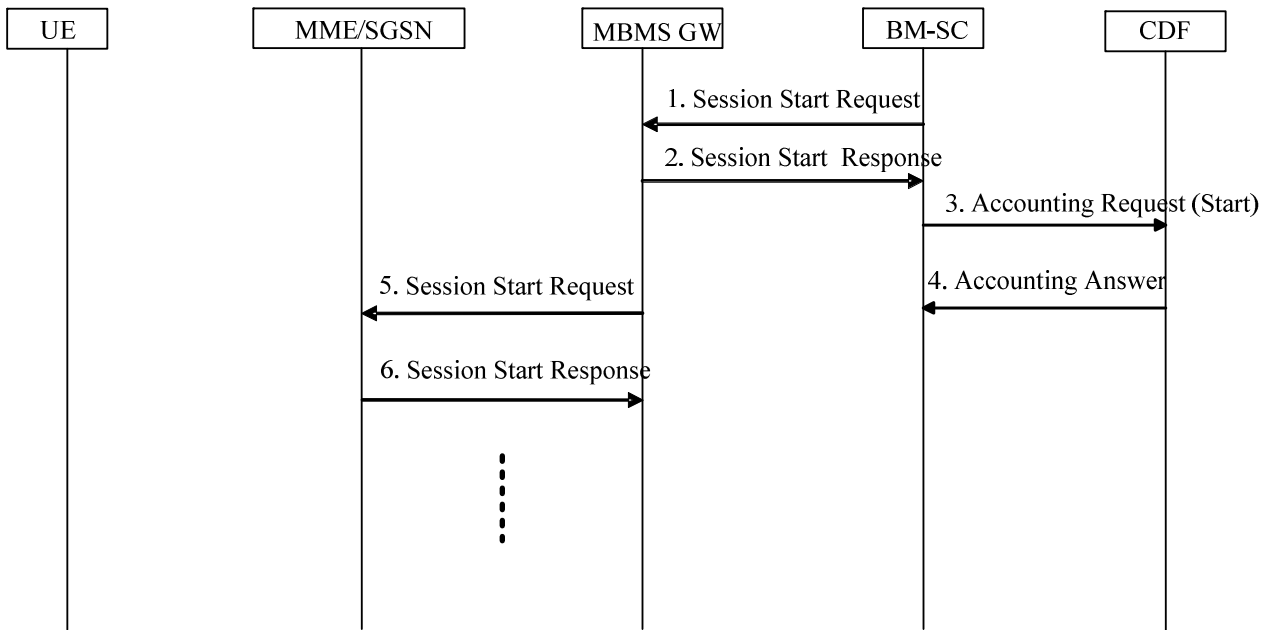 UE
MME/SGSN
MBMS GW
BM-SC
CDF
1. Session Start Request
2. Session Start Response
3. Accounting Request (Start)
4. Accounting Answer
5. Session Start Request
6. Session Start Response